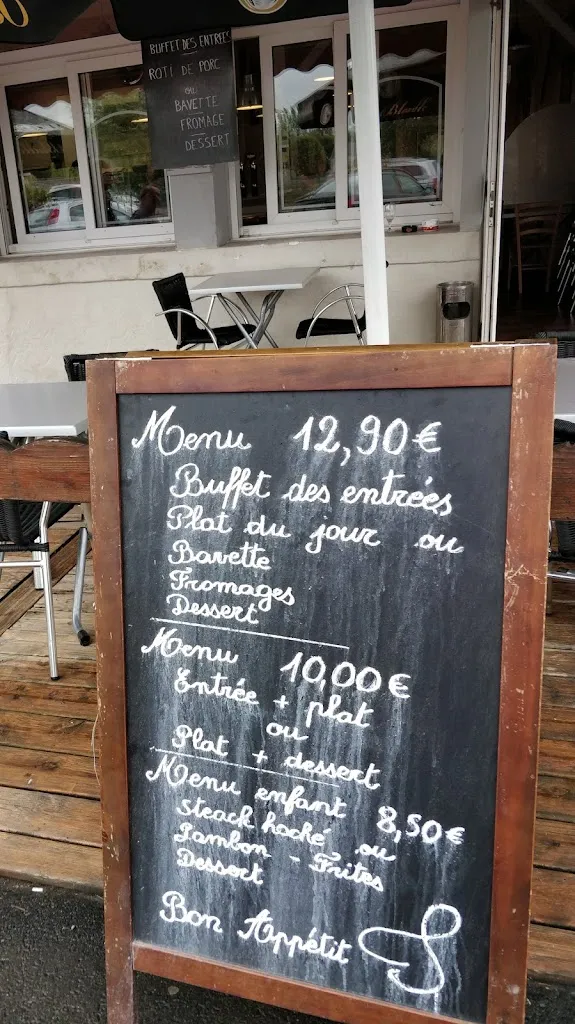 BUFFET DES ENTREES
ROTI DE PORC
OU
BAVETTE
FROMAGE
DESSERT
Menu 12,90€
Buffet des entrées
Plat du jour ou
Bavette
Fromages
Dessert
Menu 10,00€
Entrée + plat
ou
Plat + dessert
Menu enfant 8,50€
steack haché ou
Jambon - Frites
Dessert
Bon Appétit